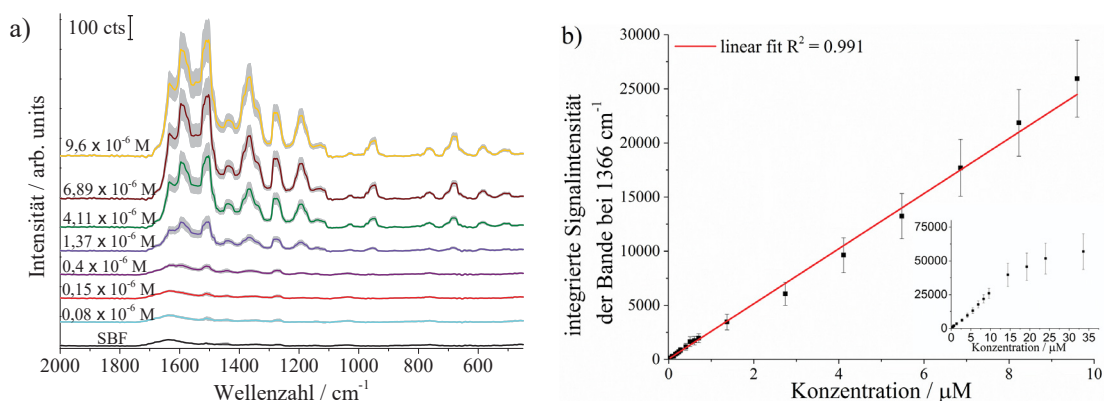 a)
100 cts
Intensität / arb. units
9,6 x 10⁻⁶ M
6,89 x 10⁻⁶ M
4,11 x 10⁻⁶ M
1,37 x 10⁻⁶ M
0,4 x 10⁻⁶ M
0,15 x 10⁻⁶ M
0,08 x 10⁻⁶ M
SBF
2000 1800 1600 1400 1200 1000 800 600
Wellenzahl / cm⁻¹
b)
linear fit R² = 0.991
integrierte Signalintensität
der Bande bei 1366 cm⁻¹
30000
25000
20000
15000
10000
5000
0
0 2 4 6 8 10
Konzentration / µM
75000
50000
25000
0
0 5 10 15 20 25 30 35
Konzentration / µM